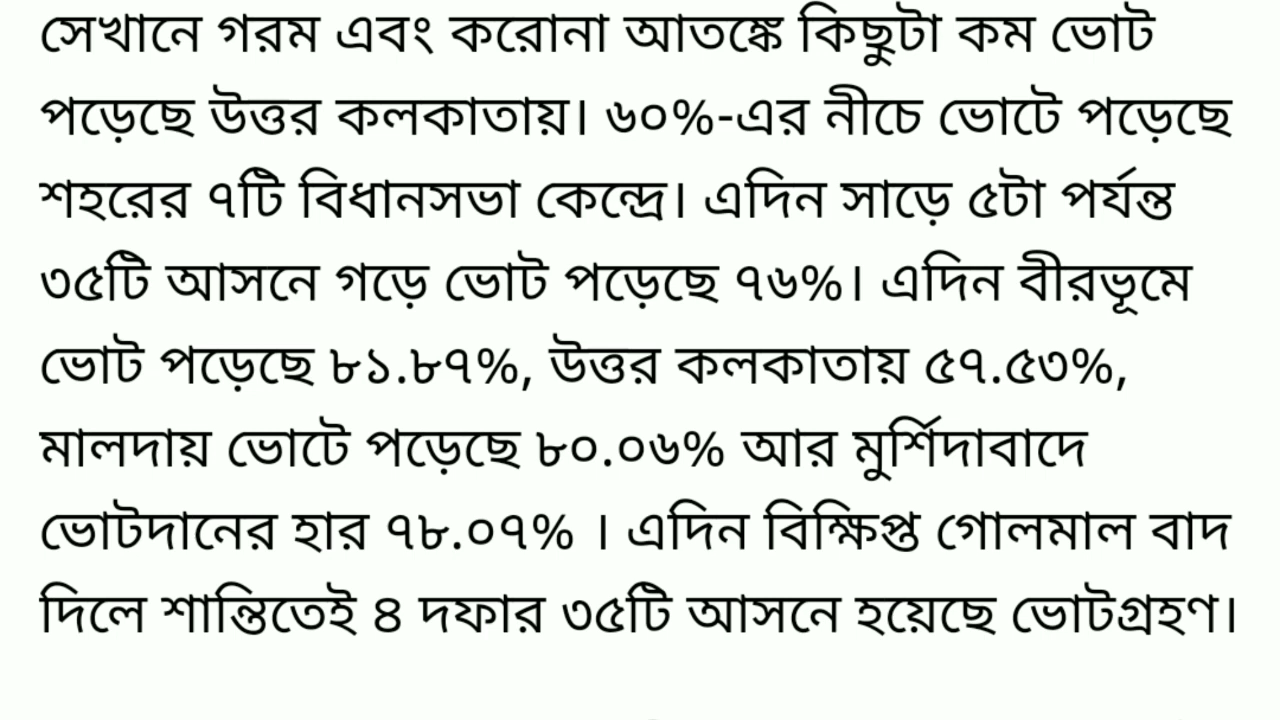 সেখানে গরম এবং করোনা আতঙ্কে কিছুটা কম ভোট
পড়েছে উত্তর কলকাতায়। ৬০%-এর নীচে ভোটে পড়েছে
শহরের ৭টি বিধানসভা কেন্দ্রে। এদিন সাড়ে ৫টা পর্যন্ত
৩৫টি আসনে গড়ে ভোট পড়েছে ৭৬%। এদিন বীরভূমে
ভোট পড়েছে ৮১.৮৭%, উত্তর কলকাতায় ৫৭.৫৩%,
মালদায় ভোটে পড়েছে ৮০.০৬% আর মুর্শিদাবাদে
ভোটদানের হার ৭৮.০৭% । এদিন বিক্ষিপ্ত গোলমাল বাদ
দিলে শান্তিতেই ৪ দফার ৩৫টি আসনে হয়েছে ভোটগ্রহণ।